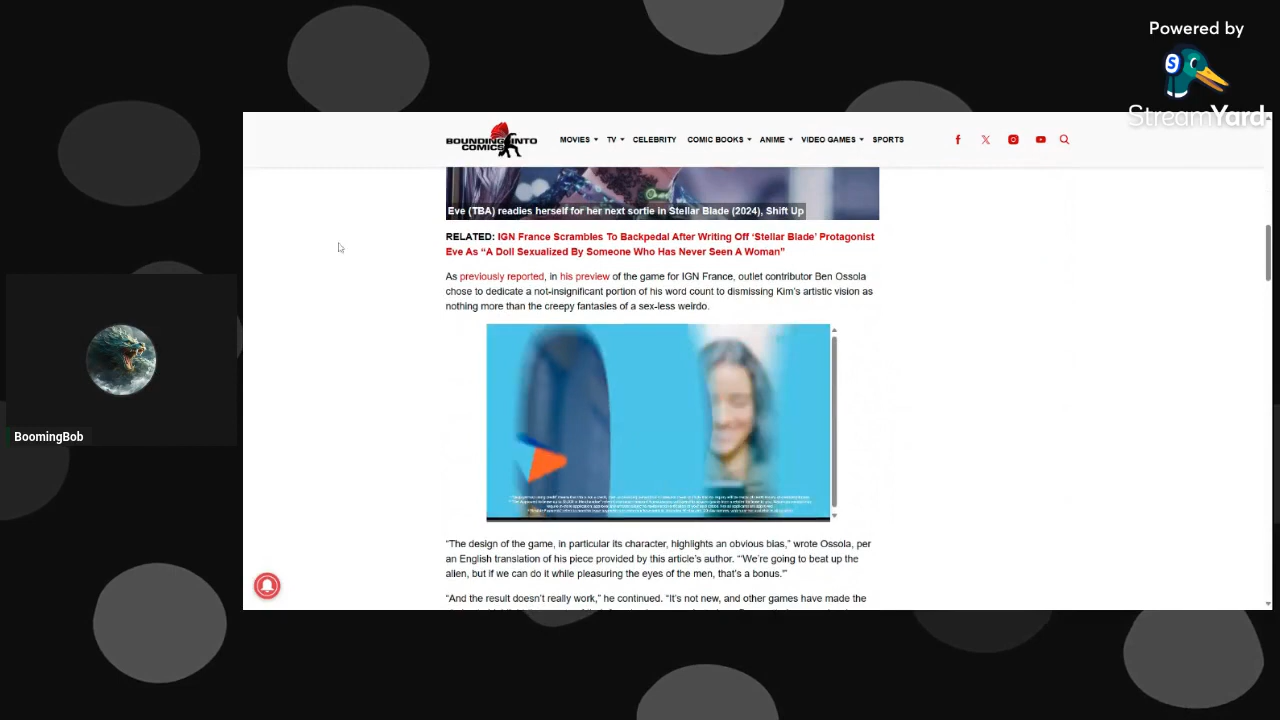 Powered by
StreamYard
BOUNDING INTO
COMICS
MOVIES TV CELEBRITY COMIC BOOKS ANIME VIDEO GAMES SPORTS
Eve (TBA) readies herself for her next sortie in Stellar Blade (2024), Shift Up
RELATED: IGN France Scrambles To Backpedal After Writing Off ‘Stellar Blade’ Protagonist
Eve As “A Doll Sexualized By Someone Who Has Never Seen A Woman”
As previously reported, in his preview of the game for IGN France, outlet contributor Ben Ossola
chose to dedicate a not-insignificant portion of his word count to dismissing Kim’s artistic vision as
nothing more than the creepy fantasies of a sex-less weirdo.
BoomingBob
“The design of the game, in particular its character, highlights an obvious bias,” wrote Ossola, per
an English translation of his piece provided by this article’s author. “‘We’re going to beat up the
alien, but if we can do it while pleasuring the eyes of the men, that’s a bonus.'”
“And the result doesn’t really work,” he continued. “It’s not new, and other games have made the